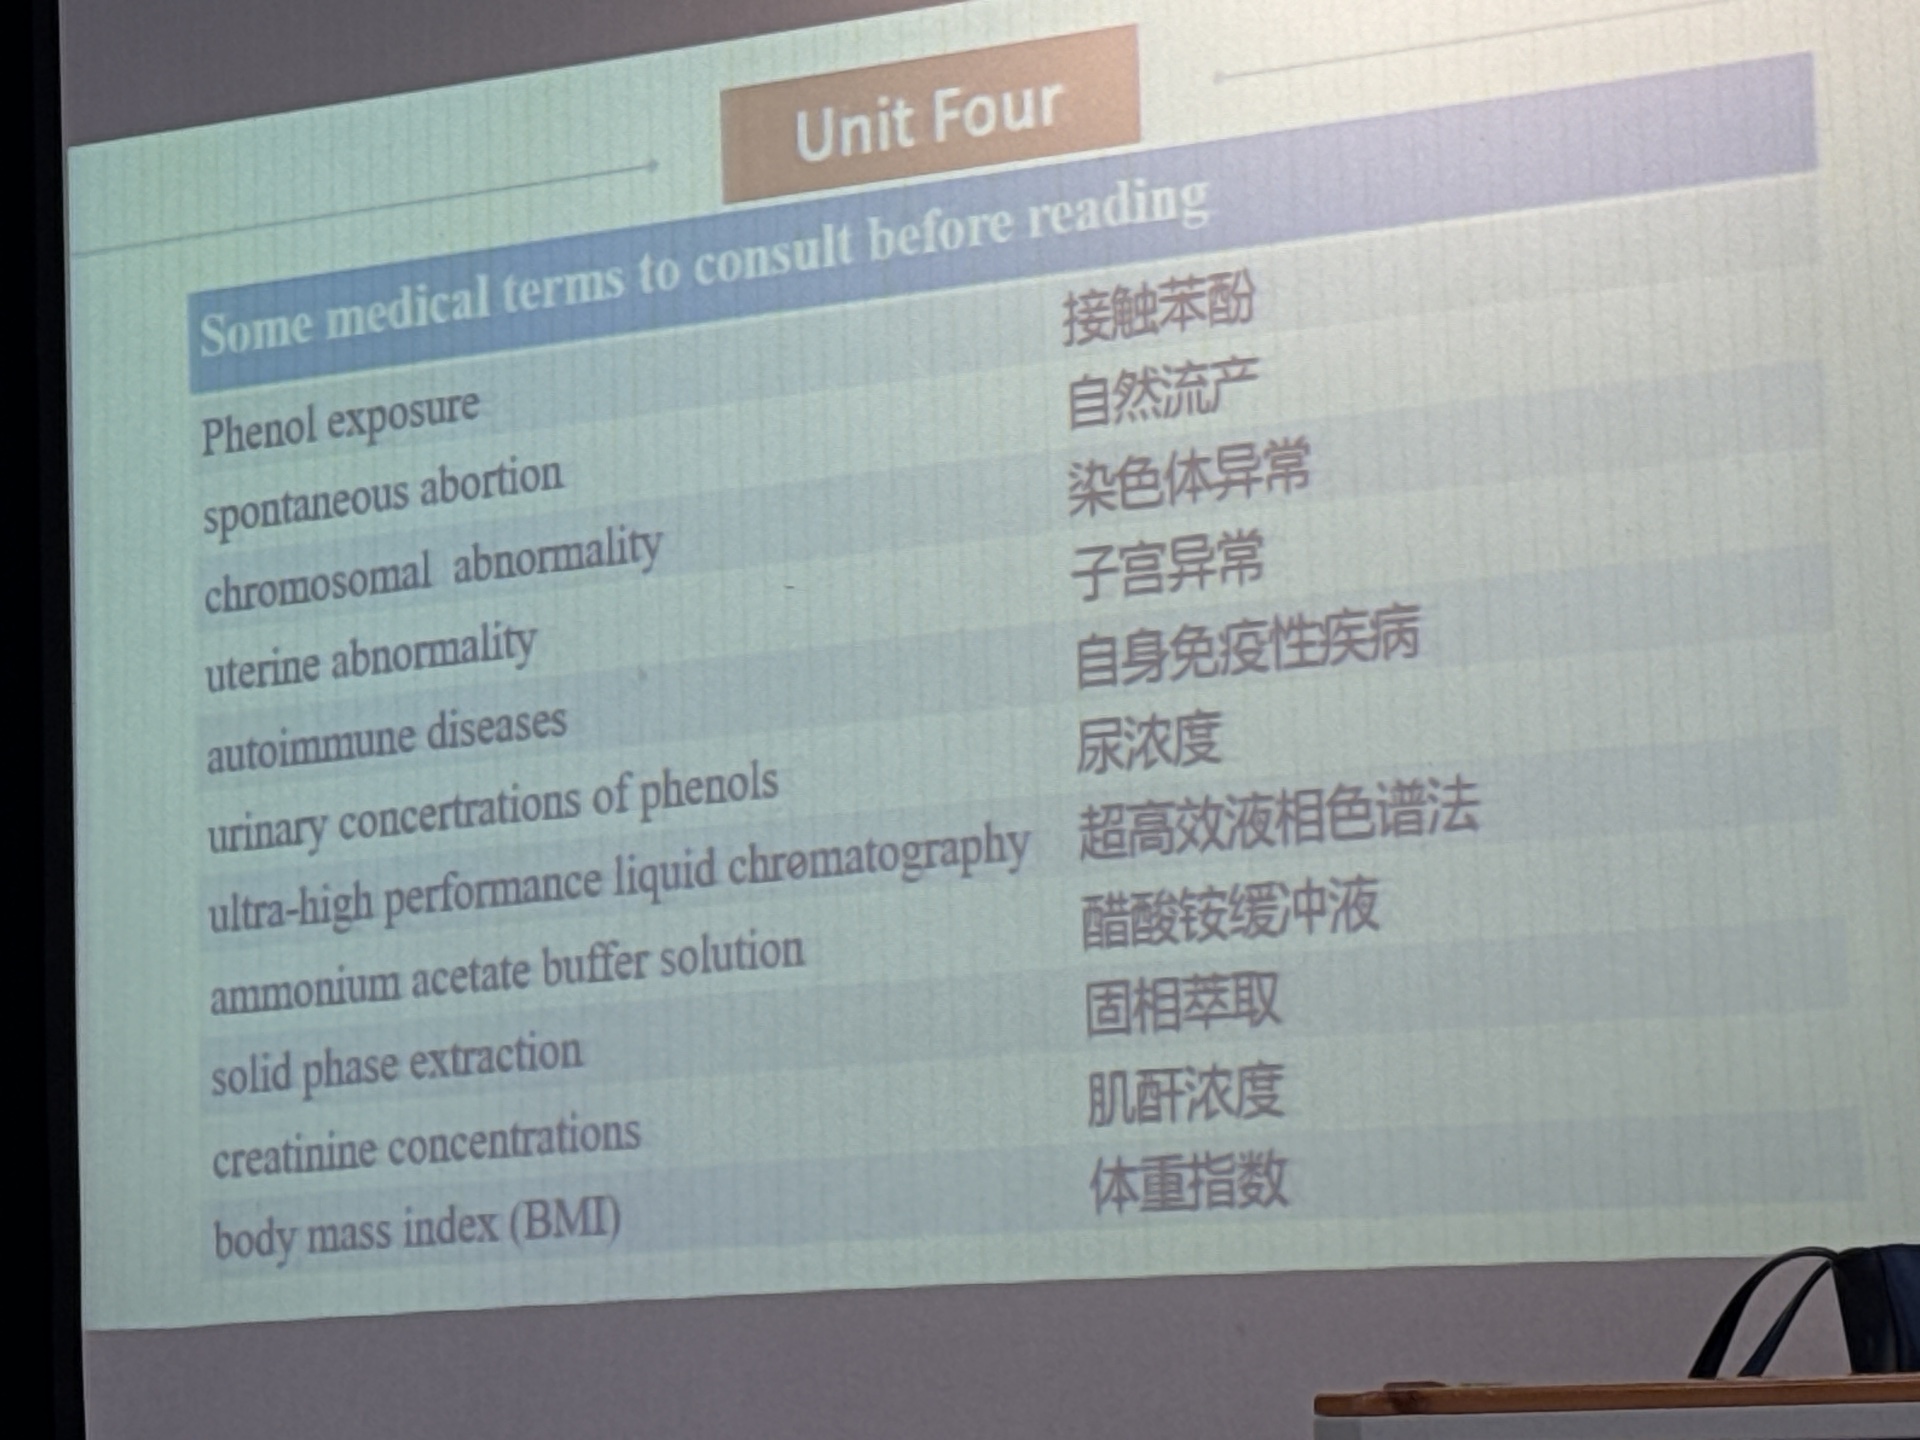 Unit Four
Some medical terms to consult before reading
Phenol exposure 接触苯酚
spontaneous abortion 自然流产
chromosomal abnormality 染色体异常
uterine abnormality 子宫异常
autoimmune diseases 自身免疫性疾病
urinary concertrations of phenols 尿浓度
ultra-high performance liquid chromatography 超高效液相色谱法
ammonium acetate buffer solution 醋酸铵缓冲液
solid phase extraction 固相萃取
creatinine concentrations 肌酐浓度
body mass index (BMI) 体重指数